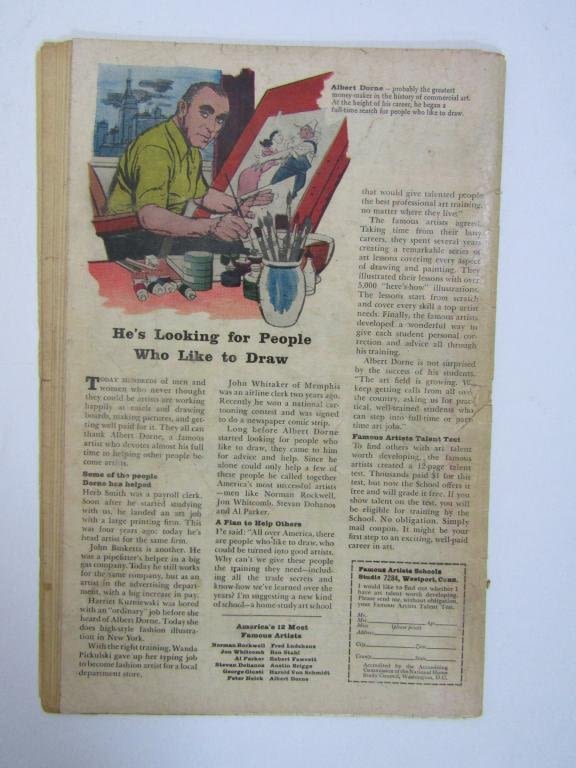 Albert Dorne – probably the greatest
money-maker in the history of commercial art.
At the height of his career, he began a
full-time search for people who like to draw.
He's Looking for People
Who Like to Draw
TODAY HUNDREDS of men and
women who never thought
they could be artists are working
happily at easels and drawing
boards, making pictures, and get-
ting well paid for it. They all can
thank Albert Dorne, a famous
artist who devotes almost his full
time to helping other people be-
come artists.
Some of the people
Dorne has helped
Herb Smith was a payroll clerk.
Soon after he started studying
with us, he landed an art job
with a large printing firm. This
was four years ago; today he's
head artist for the same firm.
John Busketts is another. He
was a pipefitter's helper in a big
gas company. Today he still works
for the same company, but as an
artist in the advertising depart-
ment, with a big increase in pay.
Harriet Kuzniewski was bored
with an "ordinary" job before she
heard of Albert Dorne. Today she
does high-style fashion illustra-
tion in New York.
With the right training, Wanda
Pickulski gave up her typing job
to become fashion artist for a local
department store.
John Whitaker of Memphis
was an airline clerk two years ago.
Recently he won a national car-
tooning contest and was signed
to do a newspaper comic strip.
Long before Albert Dorne
started looking for people who
like to draw, they came to him
for advice and help. Since he
alone could only help a few of
these people he called together
America's most successful artists
—men like Norman Rockwell,
Jon Whitcomb, Stevan Dohanos
and Al Parker.
A Plan to Help Others
He said: "All over America, there
are people who like to draw, who
could be turned into good artists.
Why can't we give these people
the training they need—includ-
ing all the trade secrets and
know-how we've learned over the
years? I'm suggesting a new kind
of school—a home study art school
America's 12 Most
Famous Artists
Norman Rockwell Fred Ludekens
Jon Whitcomb Ben Stahl
Al Parker Robert Fawcett
Stevan Dohanos Austin Briggs
George Giusti Harold Von Schmidt
Peter Helck Albert Dorne
that would give talented people
the best professional art training,
no matter where they live."
The famous artists agreed.
Taking time from their busy
careers, they spent several years
creating a remarkable series of
art lessons covering every aspect
of drawing and painting. They
illustrated their lessons with over
5,000 "here's-how" illustrations.
The lessons start from scratch
and cover every skill a top artist
needs. Finally, the famous artists
developed a wonderful way to
give each student personal cor-
rection and advice all through
his training.
Albert Dorne is not surprised
by the success of his students.
"The art field is growing. We
keep getting calls from all over
the country, asking us for prac-
tical, well-trained students who
can step into full-time or part-
time art jobs."
Famous Artists Talent Test
To find others with art talent
worth developing, the famous
artists created a 12-page talent
test. Thousands paid $1 for this
test, but now the School offers it
free and will grade it free. If you
show talent on the test, you will
be eligible for training by the
School. No obligation. Simply
mail coupon. It might be your
first step to an exciting, well-paid
career in art.
Famous Artists Schools
Studio 7284, Westport, Conn.
I would like to find out whether I
have art talent worth developing.
Please send me, without obligation,
your Famous Artists Talent Test.
Mr.
Mrs. Age
Miss (please print)
Address
City Zone
County State
Accredited by the Accrediting
Commission of the National Home
Study Council, Washington, D.C.